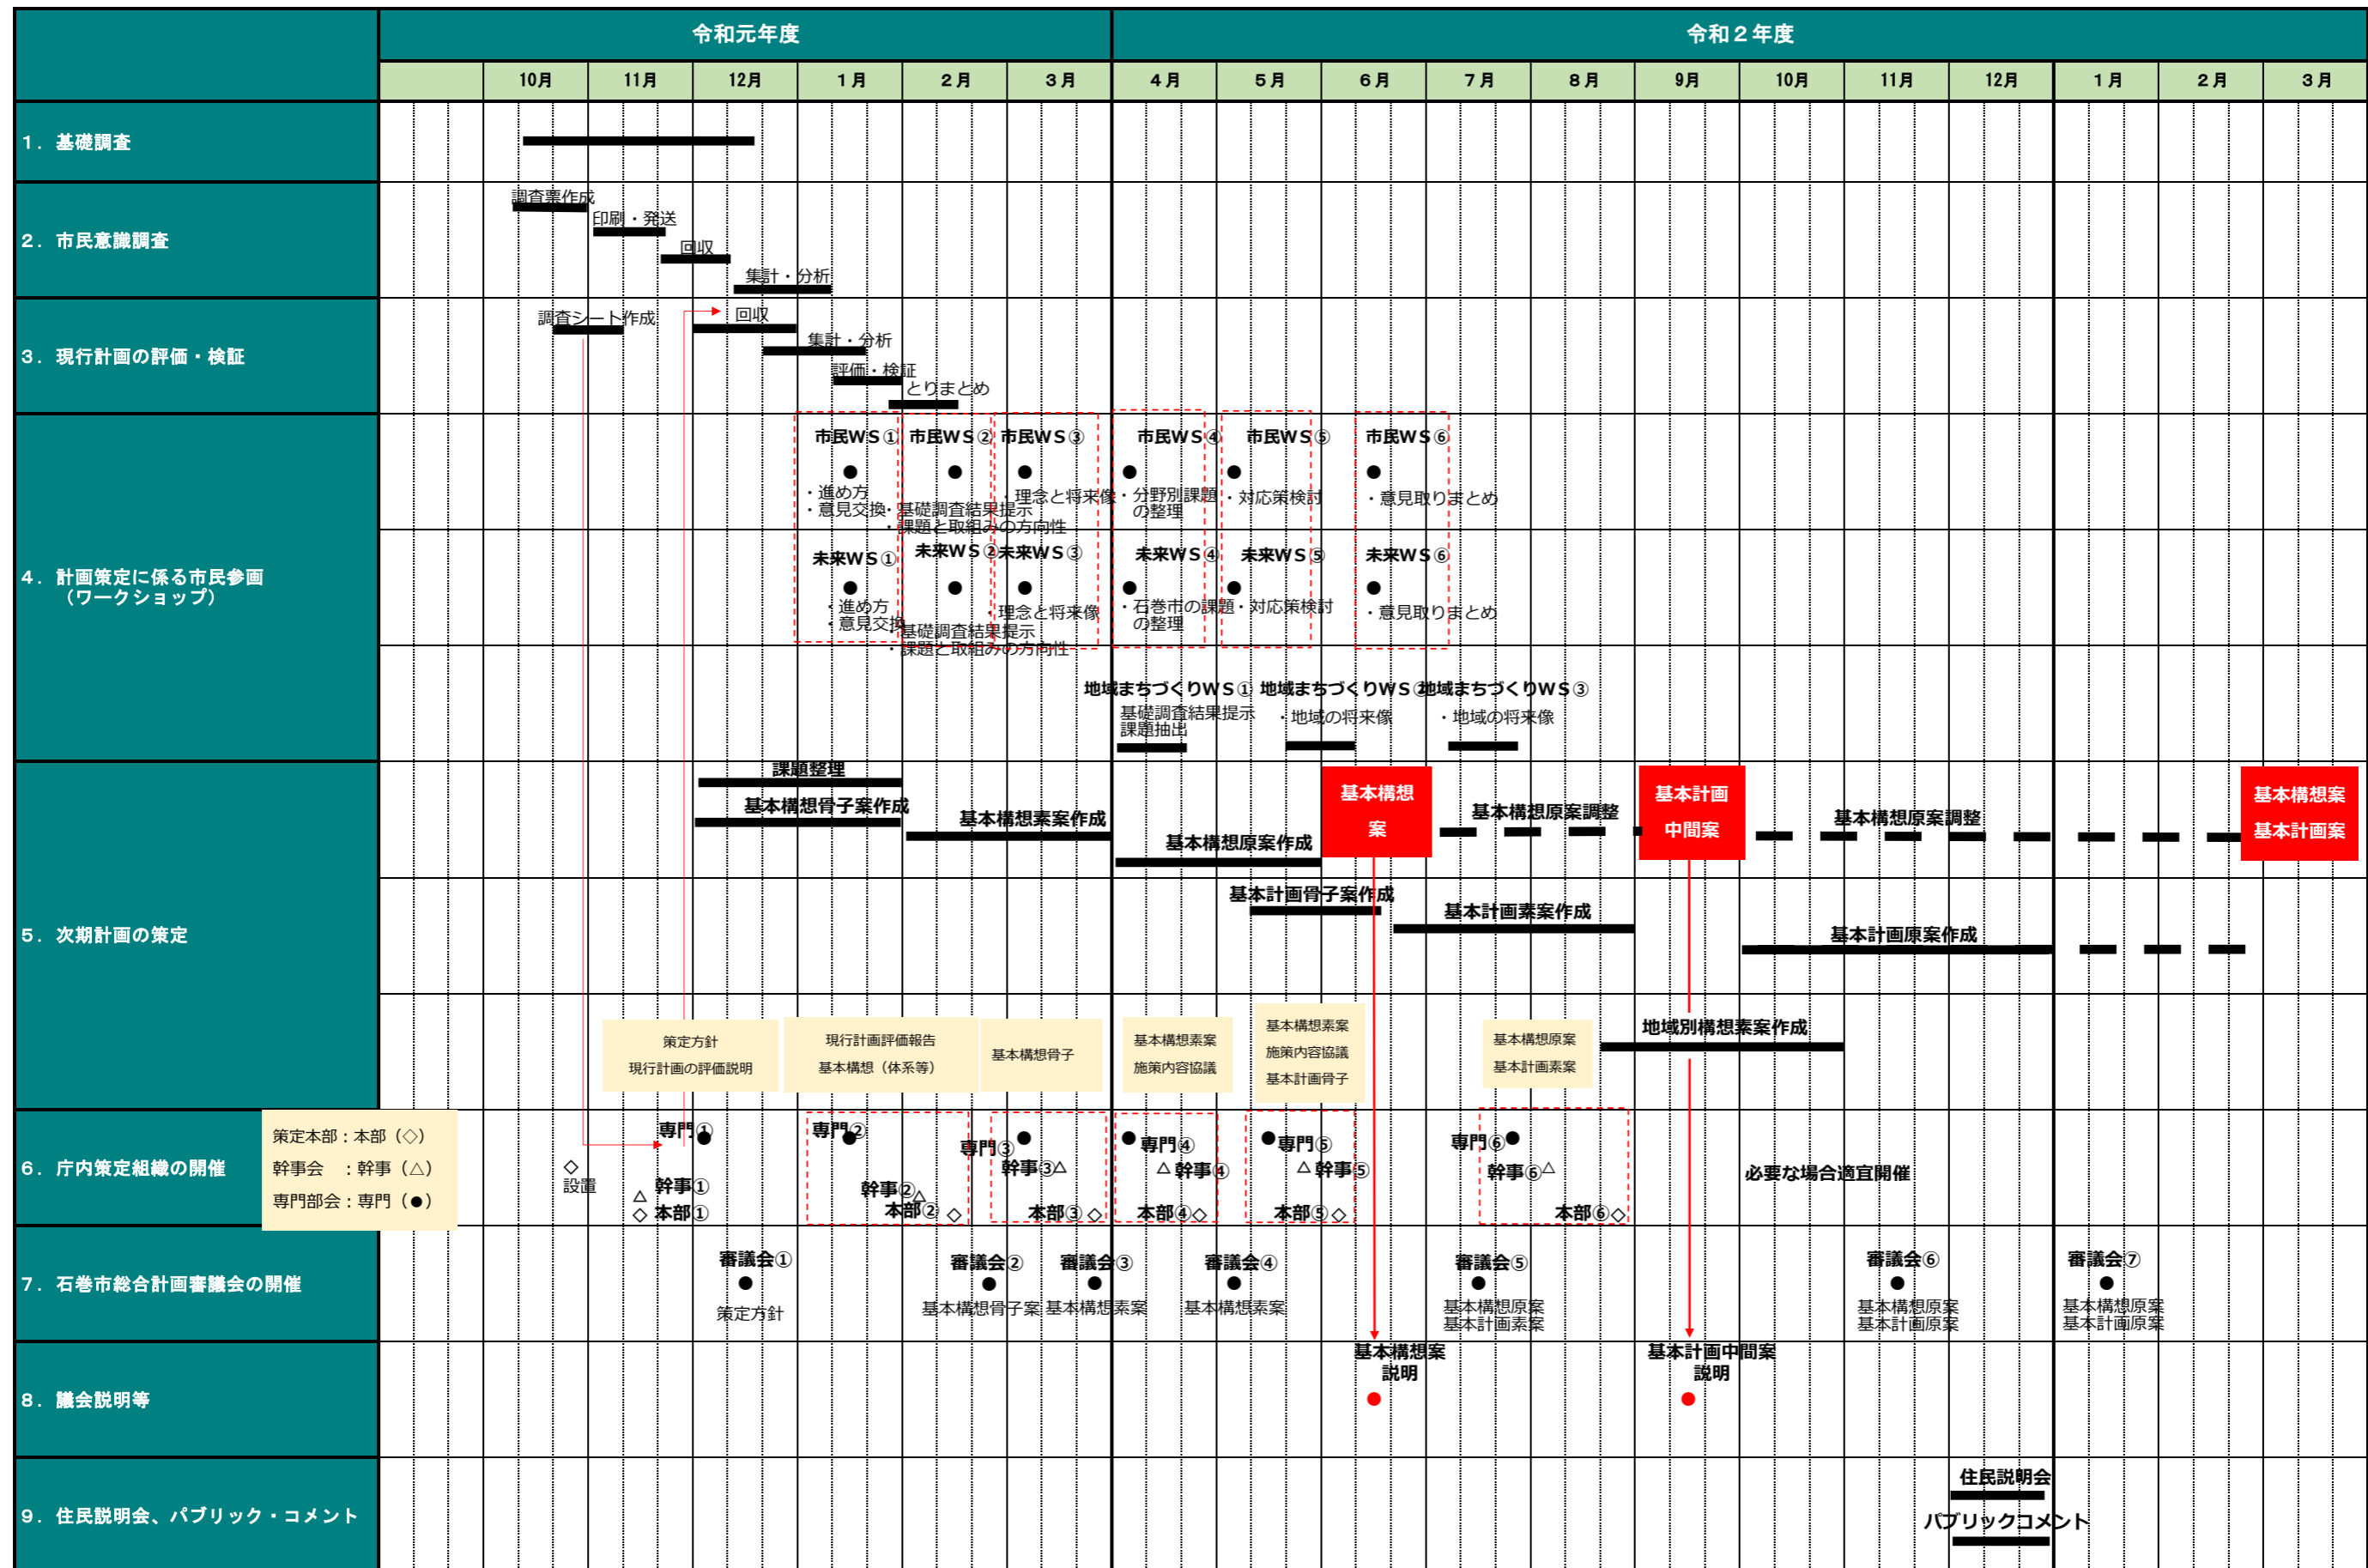 令和元年度
令和２年度
10月
11月
12月
１月
２月
３月
４月
５月
６月
７月
８月
9月
10月
11月
12月
１月
２月
３月
１．基礎調査
２．市民意識調査
調査票作成
印刷・発送
回収
集計・分析
３．現行計画の評価・検証
調査シート作成
回収
集計・分析
評価・検証
とりまとめ
４．計画策定に係る市民参画
（ワークショップ）
市民ＷＳ①
市民ＷＳ②
市民ＷＳ③
市民ＷＳ④
市民ＷＳ⑤
市民ＷＳ⑥
・進め方
・意見交換
・基礎調査結果提示
・課題と取組みの方向性
・理念と将来像
・分野別課題
の整理
・対応策検討
・意見取りまとめ
未来ＷＳ①
未来ＷＳ②
未来ＷＳ③
未来ＷＳ④
未来ＷＳ⑤
未来ＷＳ⑥
・進め方
・意見交換
・基礎調査結果提示
・課題と取組みの方向性
・理念と将来像
・石巻市の課題
の整理
・対応策検討
・意見取りまとめ
地域まちづくりＷＳ①
地域まちづくりＷＳ②
地域まちづくりＷＳ③
基礎調査結果提示
課題抽出
・地域の将来像
・地域の将来像
５．次期計画の策定
課題整理
基本構想骨子案作成
基本構想素案作成
基本構想原案作成
基本構想
案
基本構想原案調整
基本計画
中間案
基本構想原案調整
基本構想案
基本計画案
基本計画骨子案作成
基本計画素案作成
基本計画原案作成
地域別構想素案作成
策定方針
現行計画の評価説明
現行計画評価報告
基本構想（体系等）
基本構想骨子
基本構想素案
施策内容協議
基本構想素案
施策内容協議
基本計画骨子
基本構想原案
基本計画素案
６．庁内策定組織の開催
策定本部：本部（◇）
幹事会　：幹事（△）
専門部会：専門（●）
◇
設置
専門①
△ 幹事①
◇ 本部①
専門②
幹事②△
本部② ◇
専門③
幹事③△
本部③ ◇
専門④
△ 幹事④
本部④◇
専門⑤
△ 幹事⑤
本部⑤◇
専門⑥
幹事⑥△
本部⑥◇
必要な場合適宜開催
７．石巻市総合計画審議会の開催
審議会①
策定方針
審議会②
基本構想骨子案
審議会③
基本構想素案
審議会④
基本構想素案
審議会⑤
基本構想原案
基本計画素案
審議会⑥
基本構想原案
基本計画原案
審議会⑦
基本構想原案
基本計画原案
８．議会説明等
基本構想案
説明
基本計画中間案
説明
９．住民説明会、パブリック・コメント
住民説明会
パブリックコメント